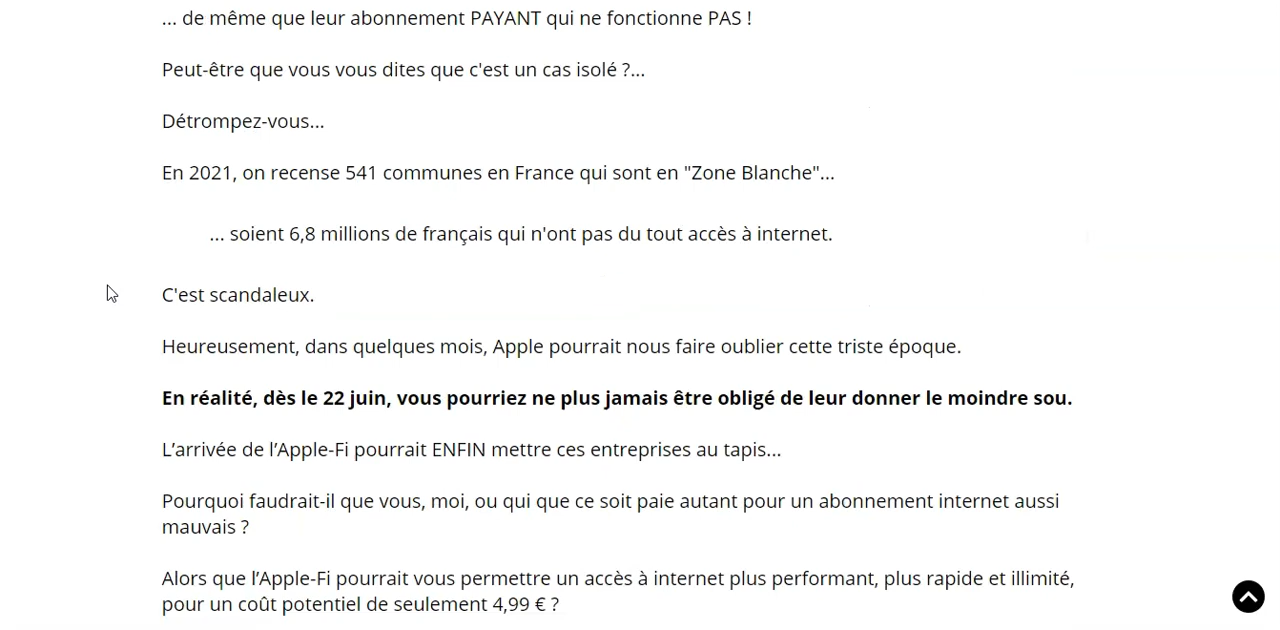 ... de même que leur abonnement PAYANT qui ne fonctionne PAS !
Peut-être que vous vous dites que c'est un cas isolé ?...
Détrompez-vous...
En 2021, on recense 541 communes en France qui sont en "Zone Blanche"...
... soient 6,8 millions de français qui n'ont pas du tout accès à internet.
C'est scandaleux.
Heureusement, dans quelques mois, Apple pourrait nous faire oublier cette triste époque.
En réalité, dès le 22 juin, vous pourriez ne plus jamais être obligé de leur donner le moindre sou.
L’arrivée de l’Apple-Fi pourrait ENFIN mettre ces entreprises au tapis...
Pourquoi faudrait-il que vous, moi, ou qui que ce soit paie autant pour un abonnement internet aussi
mauvais ?
Alors que l’Apple-Fi pourrait vous permettre un accès à internet plus performant, plus rapide et illimité,
pour un coût potentiel de seulement 4,99 € ?